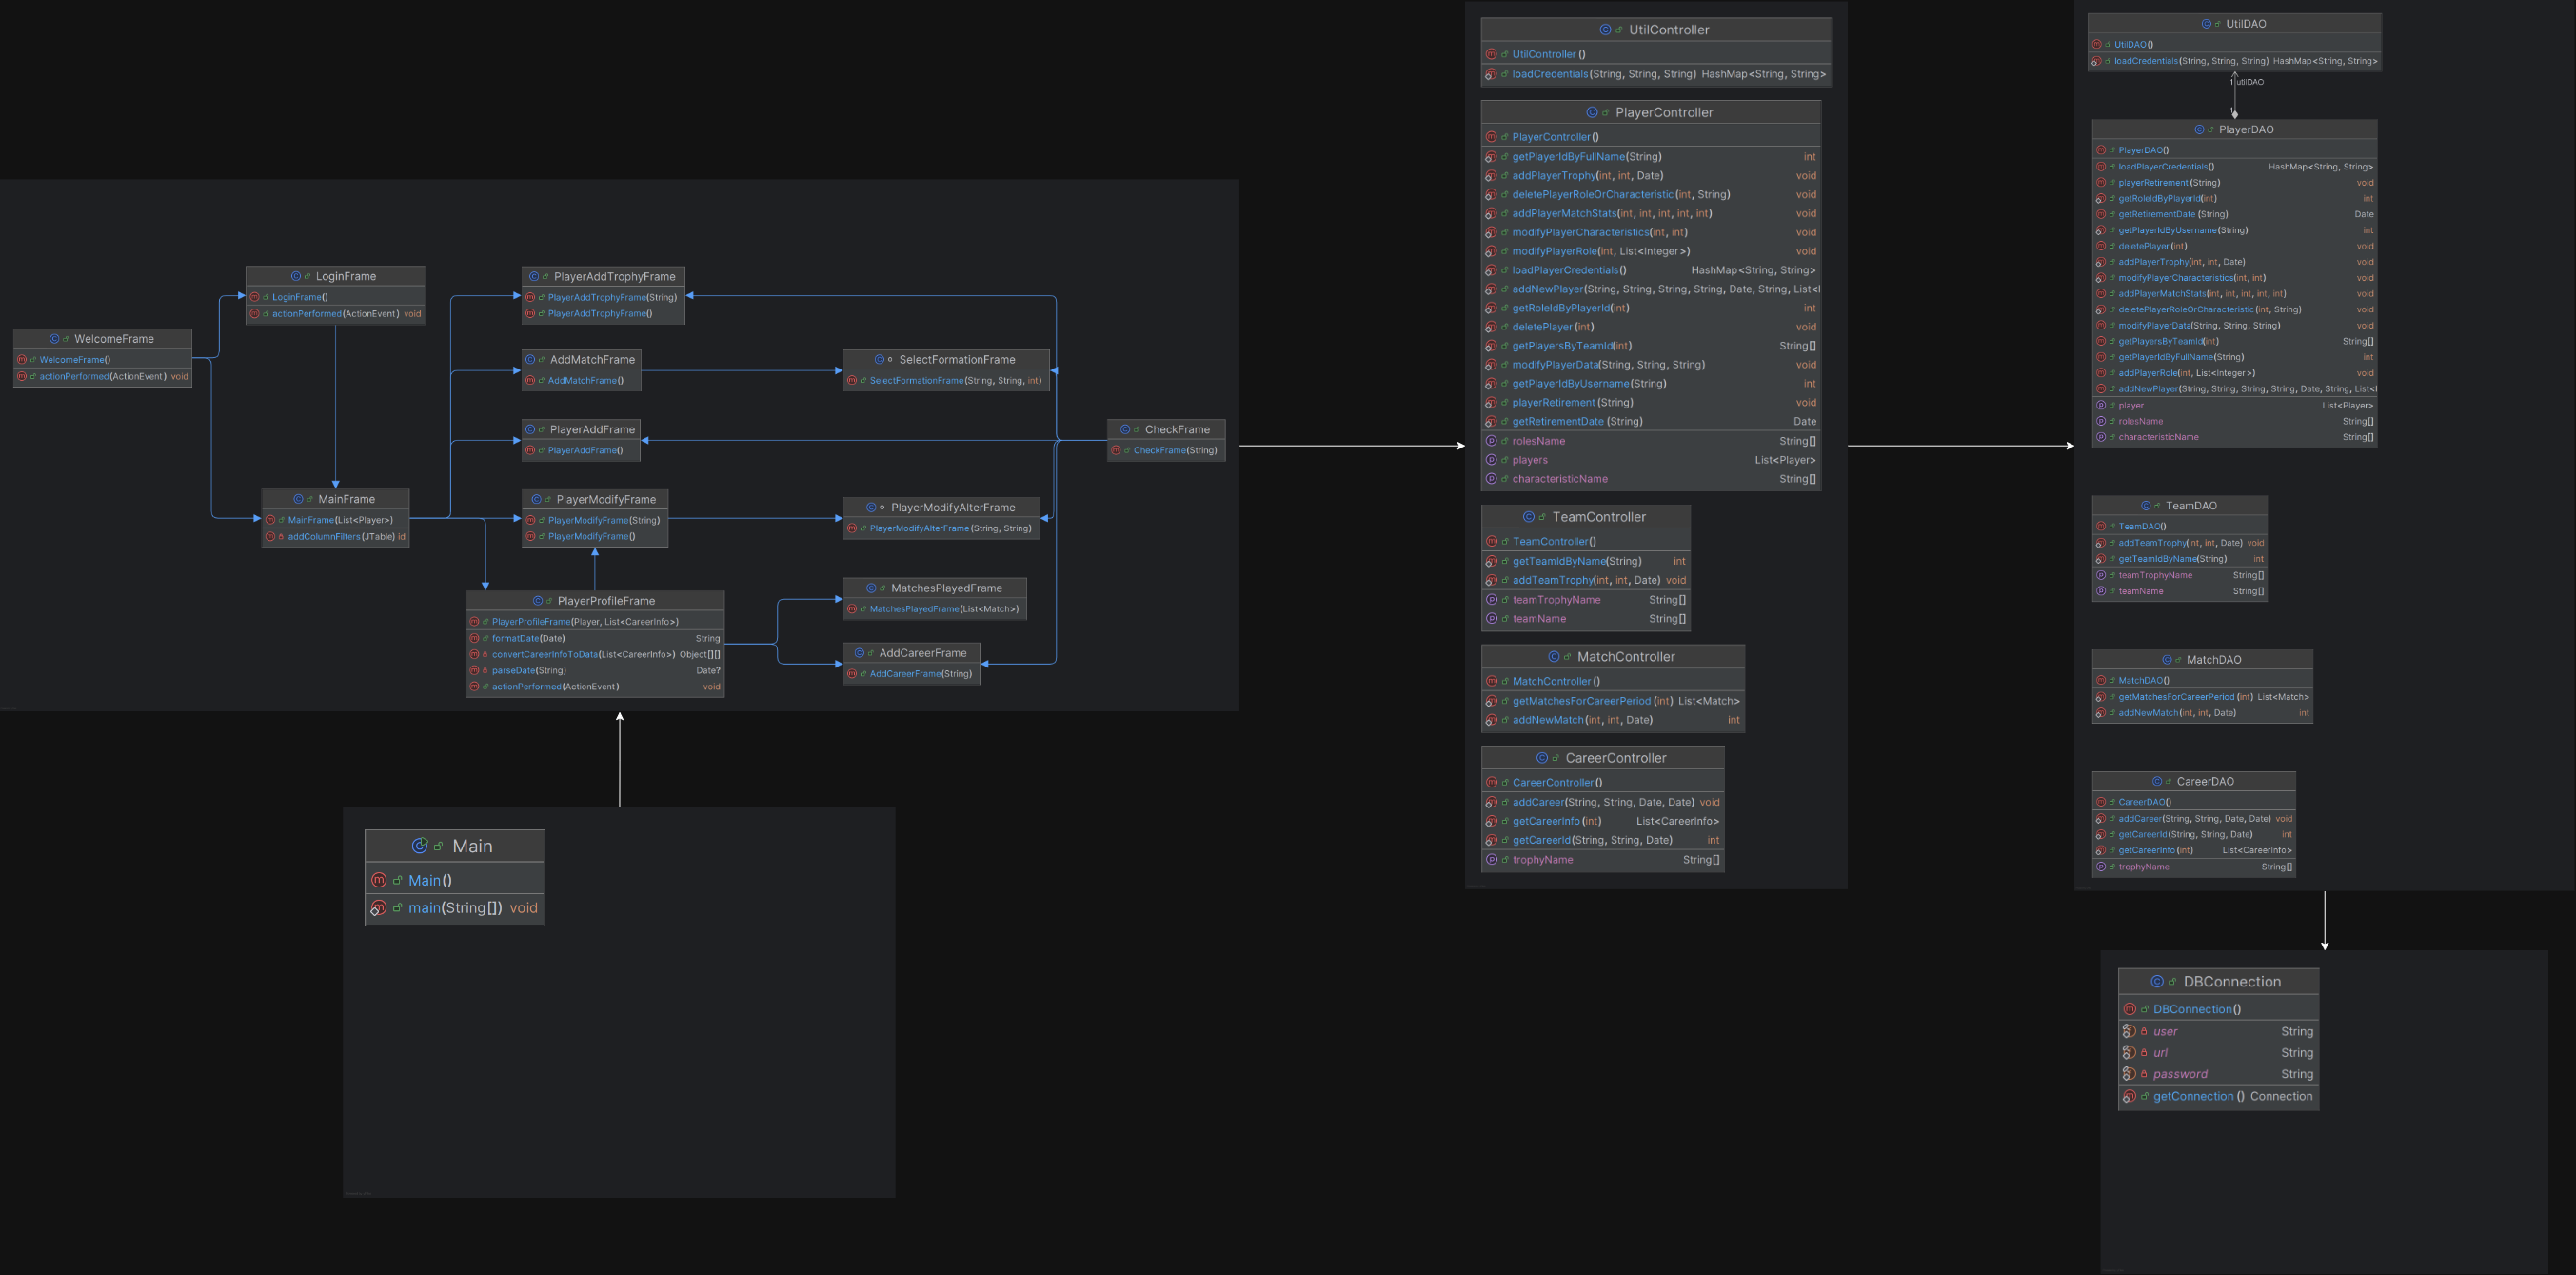 WelcomeFrame
WelcomeFrame()
actionPerformed(ActionEvent) void
LoginFrame
LoginFrame()
actionPerformed(ActionEvent) void
MainFrame
MainFrame(List<Player>)
addColumnFilters(JTable) id
PlayerAddTrophyFrame
PlayerAddTrophyFrame(String)
PlayerAddTrophyFrame()
AddMatchFrame
AddMatchFrame()
PlayerAddFrame
PlayerAddFrame()
PlayerModifyFrame
PlayerModifyFrame(String)
PlayerModifyFrame()
PlayerProfileFrame
PlayerProfileFrame(Player, List<CareerInfo>)
formatDate(Date) String
convertCareerInfoToData(List<CareerInfo>) Object[][]
parseDate(String) Date?
actionPerformed(ActionEvent) void
SelectFormationFrame
SelectFormationFrame(String, String, int)
PlayerModifyAlterFrame
PlayerModifyAlterFrame(String, String)
MatchesPlayedFrame
MatchesPlayedFrame(List<Match>)
AddCareerFrame
AddCareerFrame(String)
CheckFrame
CheckFrame(String)
Main
Main()
main(String[]) void
UtilController
UtilController()
loadCredentials(String, String, String) HashMap<String, String>
PlayerController
PlayerController()
getPlayerIdByFullName(String) int
addPlayerTrophy(int, int, Date) void
deletePlayerRoleOrCharacteristic(int, String) void
addPlayerMatchStats(int, int, int, int, int) void
modifyPlayerCharacteristics(int, int) void
modifyPlayerRole(int, List<Integer>) void
loadPlayerCredentials() HashMap<String, String>
addNewPlayer(String, String, String, String, Date, String, List<I
getRoleIdByPlayerId(int) int
deletePlayer(int) void
getPlayersByTeamId(int) String[]
modifyPlayerData(String, String, String) void
getPlayerIdByUsername(String) int
playerRetirement(String) void
getRetirementDate(String) Date
rolesName String[]
players List<Player>
characteristicName String[]
TeamController
TeamController()
getTeamIdByName(String) int
addTeamTrophy(int, int, Date) void
teamTrophyName String[]
teamName String[]
MatchController
MatchController()
getMatchesForCareerPeriod(int) List<Match>
addNewMatch(int, int, Date) int
CareerController
CareerController()
addCareer(String, String, Date, Date) void
getCareerInfo(int) List<CareerInfo>
getCareerId(String, String, Date) int
trophyName String[]
UtilDAO
UtilDAO()
loadCredentials(String, String, String) HashMap<String, String>
1 utilDAO
1
PlayerDAO
PlayerDAO()
loadPlayerCredentials() HashMap<String, String>
playerRetirement(String) void
getRoleIdByPlayerId(int) int
getRetirementDate(String) Date
getPlayerIdByUsername(String) int
deletePlayer(int) void
addPlayerTrophy(int, int, Date) void
modifyPlayerCharacteristics(int, int) void
addPlayerMatchStats(int, int, int, int, int) void
deletePlayerRoleOrCharacteristic(int, String) void
modifyPlayerData(String, String, String) void
getPlayersByTeamId(int) String[]
getPlayerIdByFullName(String) int
addPlayerRole(int, List<Integer>) void
addNewPlayer(String, String, String, String, Date, String, List<I
player List<Player>
rolesName String[]
characteristicName String[]
TeamDAO
TeamDAO()
addTeamTrophy(int, int, Date) void
getTeamIdByName(String) int
teamTrophyName String[]
teamName String[]
MatchDAO
MatchDAO()
getMatchesForCareerPeriod(int) List<Match>
addNewMatch(int, int, Date) int
CareerDAO
CareerDAO()
addCareer(String, String, Date, Date) void
getCareerId(String, String, Date) int
getCareerInfo(int) List<CareerInfo>
trophyName String[]
DBConnection
DBConnection()
user String
url String
password String
getConnection() Connection